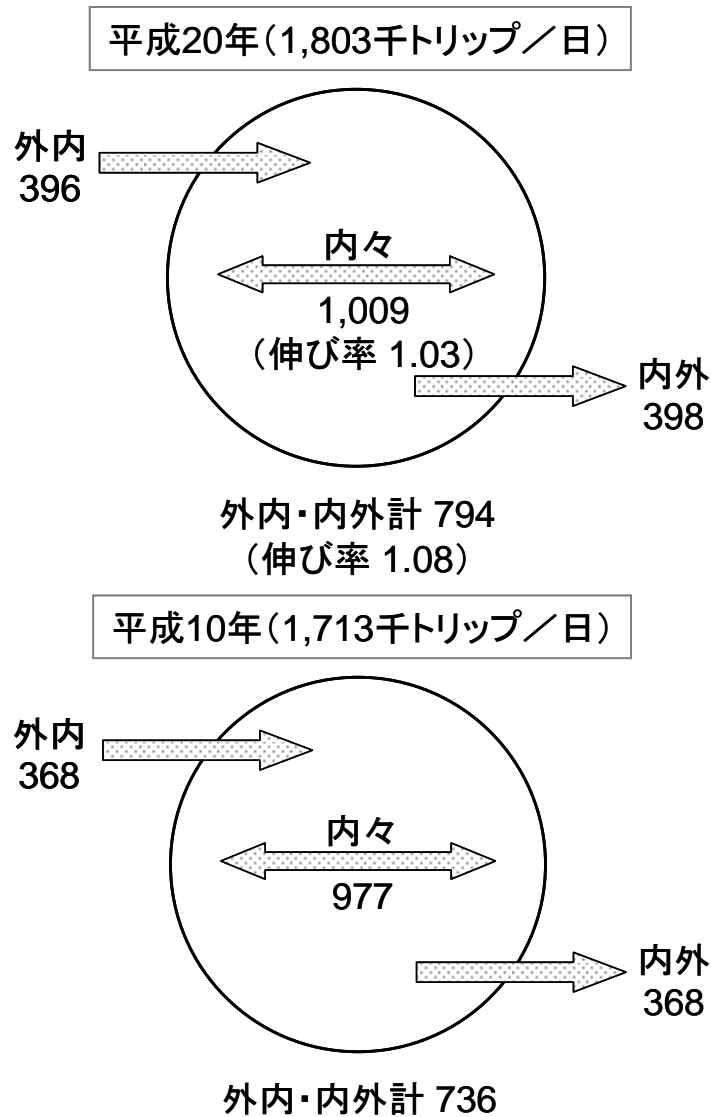 平成20年（1,803千トリップ／日）
外内
396
内々
1,009
（伸び率 1.03）
内外
398
外内・内外計 794
（伸び率 1.08）
平成10年（1,713千トリップ／日）
外内
368
内々
977
内外
368
外内・内外計 736